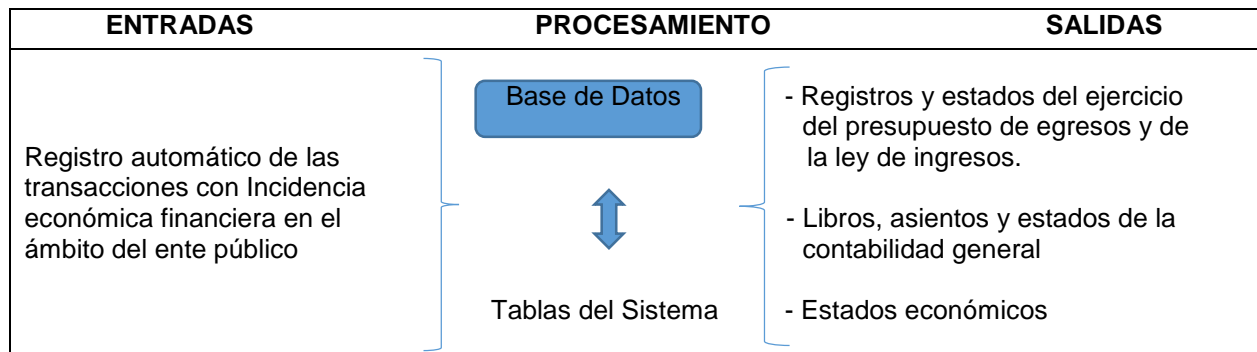 ENTRADAS PROCESAMIENTO SALIDAS
Registro automático de las
transacciones con Incidencia
económica financiera en el
ámbito del ente público
Base de Datos
Tablas del Sistema
- Registros y estados del ejercicio
del presupuesto de egresos y de
la ley de ingresos.
- Libros, asientos y estados de la
contabilidad general
- Estados económicos